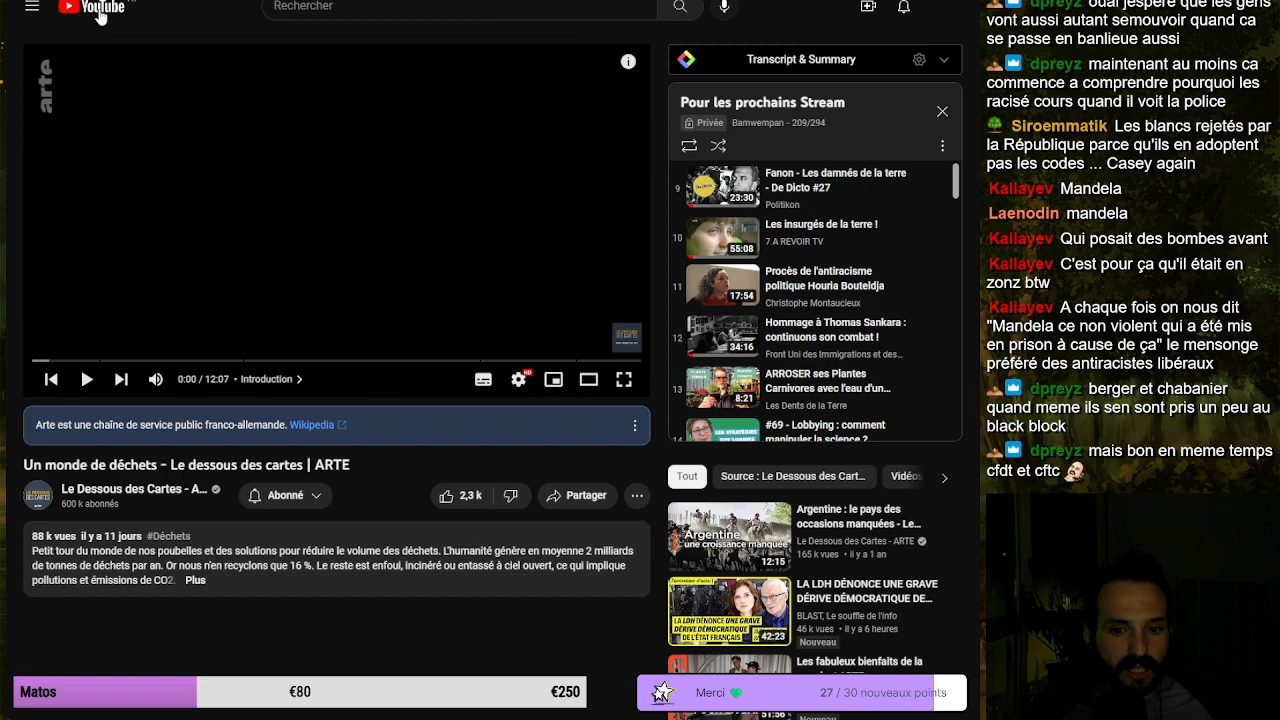 YouTube
Rechercher
arte
0:00 / 12:07 • Introduction
HD
Arte est une chaîne de service public franco-allemande. Wikipedia
Un monde de déchets - Le dessous des cartes | ARTE
Le Dessous des Cartes - A...
600 k abonnés
Abonné
2,3 k
Partager
88 k vues il y a 11 jours #Déchets
Petit tour du monde de nos poubelles et des solutions pour réduire le volume des déchets. L'humanité génère en moyenne 2 milliards
de tonnes de déchets par an. Or nous n'en recyclons que 16 %. Le reste est enfoui, incinéré ou entassé à ciel ouvert, ce qui implique
pollutions et émissions de CO2. Plus
Matos
€80
€250
Transcript & Summary
Pour les prochains Stream
Privée
Bamwempan - 209/294
9
23:30
Fanon - Les damnés de la terre
- De Dicto #27
Politikon
10
55:08
Les insurgés de la terre !
7 A REVOIR TV
11
17:54
Procès de l'antiracisme
politique Houria Bouteldja
Christophe Montaucieux
12
34:16
Hommage à Thomas Sankara :
continuons son combat !
Front Uni des Immigrations et des...
13
8:21
ARROSER ses Plantes
Carnivores avec l'eau d'un...
Les Dents de la Terre
#69 - Lobbying : comment
manipuler la science ?
Tout
Source : Le Dessous des Cart...
Vidéos
Argentine
une croissance manquée
12:15
Argentine : le pays des
occasions manquées - Le...
Le Dessous des Cartes - ARTE
165 k vues • il y a 1 an
LA LDH DÉNONCE UNE GRAVE
DÉRIVE DÉMOCRATIQUE
DE L'ÉTAT FRANÇAIS
42:23
LA LDH DÉNONCE UNE GRAVE
DÉRIVE DÉMOCRATIQUE DE...
BLAST, Le souffle de l'info
46 k vues • il y a 6 heures
Nouveau
Les fabuleux bienfaits de la
Merci
27 / 30 nouveaux points
51:56
dpreyz ouai jespere que les gens
vont aussi autant semouvoir quand ca
se passe en banlieue aussi
dpreyz maintenant au moins ca
commence a comprendre pourquoi les
racisé cours quand il voit la police
Siroemmatik Les blancs rejetés par
la République parce qu'ils en adoptent
pas les codes ... Casey again
Kallayev Mandela
Laenodin mandela
Kallayev Qui posait des bombes avant
Kallayev C'est pour ça qu'il était en
zonz btw
Kallayev A chaque fois on nous dit
"Mandela ce non violent qui a été mis
en prison à cause de ça" le mensonge
préféré des antiracistes libéraux
dpreyz berger et chabanier
quand meme ils sen sont pris un peu au
black block
dpreyz mais bon en meme temps
cfdt et cftc